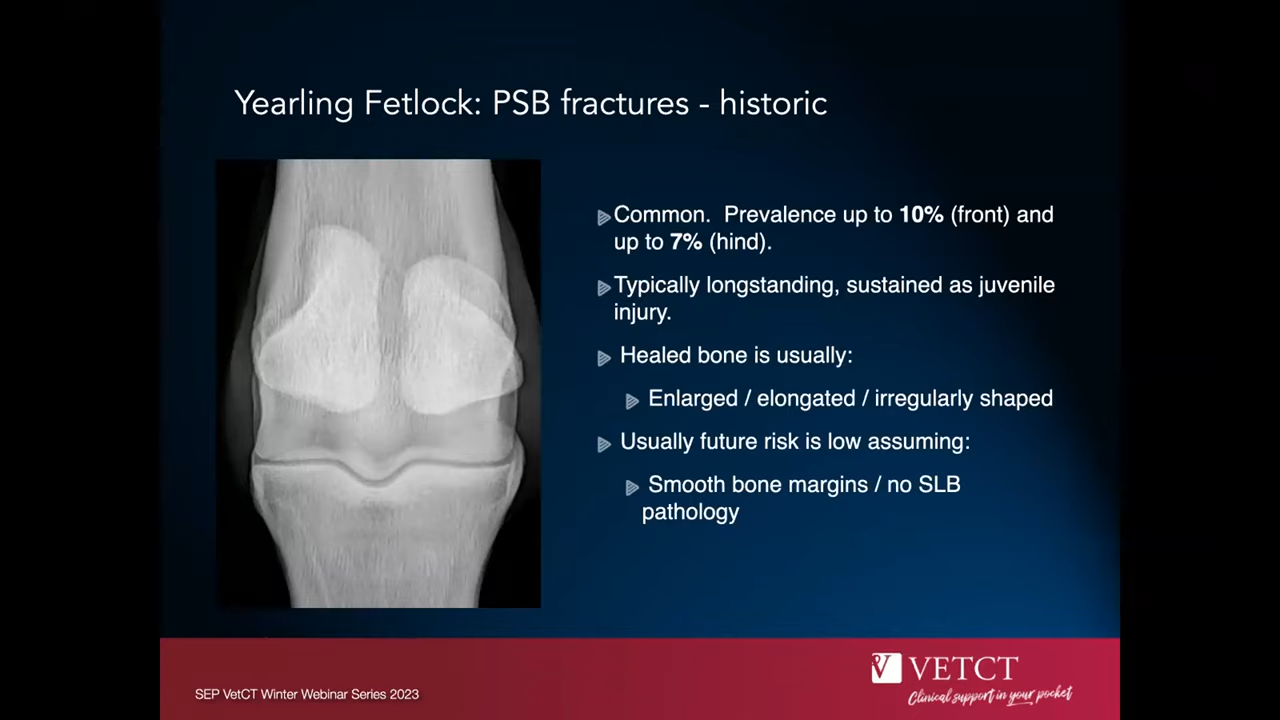 Yearling Fetlock: PSB fractures - historic
Common. Prevalence up to 10% (front) and
up to 7% (hind).
Typically longstanding, sustained as juvenile
injury.
Healed bone is usually:
Enlarged / elongated / irregularly shaped
Usually future risk is low assuming:
Smooth bone margins / no SLB
pathology
SEP VetCT Winter Webinar Series 2023
V VETCT
Clinical support in your pocket